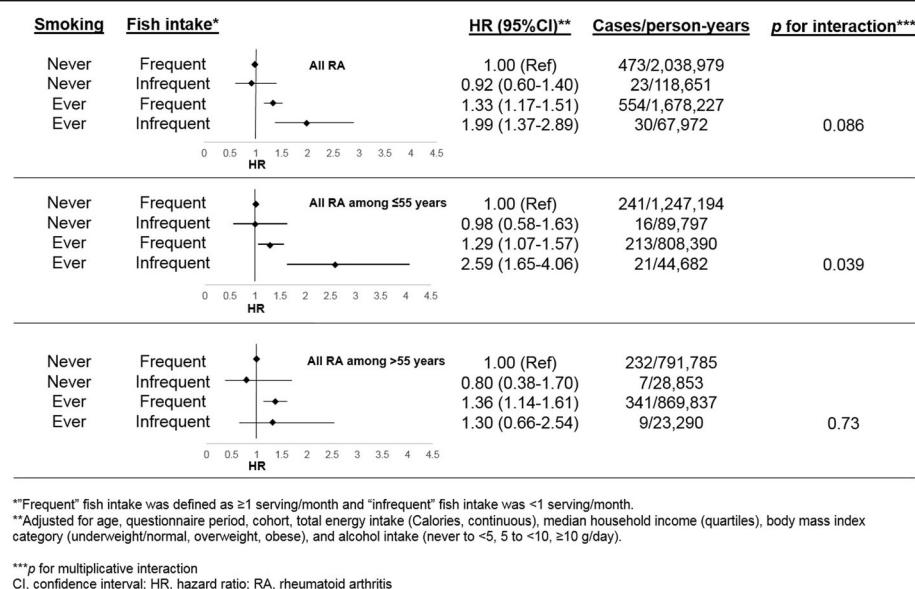 Smoking Fish intake* HR (95%CI)** Cases/person-years p for interaction***
Never Frequent All RA 1.00 (Ref) 473/2,038,979
Never Infrequent 0.92 (0.60-1.40) 23/118,651
Ever Frequent 1.33 (1.17-1.51) 554/1,678,227
Ever Infrequent 1.99 (1.37-2.89) 30/67,972 0.086
0 0.5 1 1.5 2 2.5 3 3.5 4 4.5
HR
Never Frequent All RA among ≤55 years 1.00 (Ref) 241/1,247,194
Never Infrequent 0.98 (0.58-1.63) 16/89,797
Ever Frequent 1.29 (1.07-1.57) 213/808,390
Ever Infrequent 2.59 (1.65-4.06) 21/44,682 0.039
0 0.5 1 1.5 2 2.5 3 3.5 4 4.5
HR
Never Frequent All RA among >55 years 1.00 (Ref) 232/791,785
Never Infrequent 0.80 (0.38-1.70) 7/28,853
Ever Frequent 1.36 (1.14-1.61) 341/869,837
Ever Infrequent 1.30 (0.66-2.54) 9/23,290 0.73
0 0.5 1 1.5 2 2.5 3 3.5 4 4.5
HR
*"Frequent" fish intake was defined as ≥1 serving/month and "infrequent" fish intake was <1 serving/month.
**Adjusted for age, questionnaire period, cohort, total energy intake (Calories, continuous), median household income (quartiles), body mass index
category (underweight/normal, overweight, obese), and alcohol intake (never to <5, 5 to <10, ≥10 g/day).
***p for multiplicative interaction
CI. confidence interval; HR. hazard ratio; RA. rheumatoid arthritis